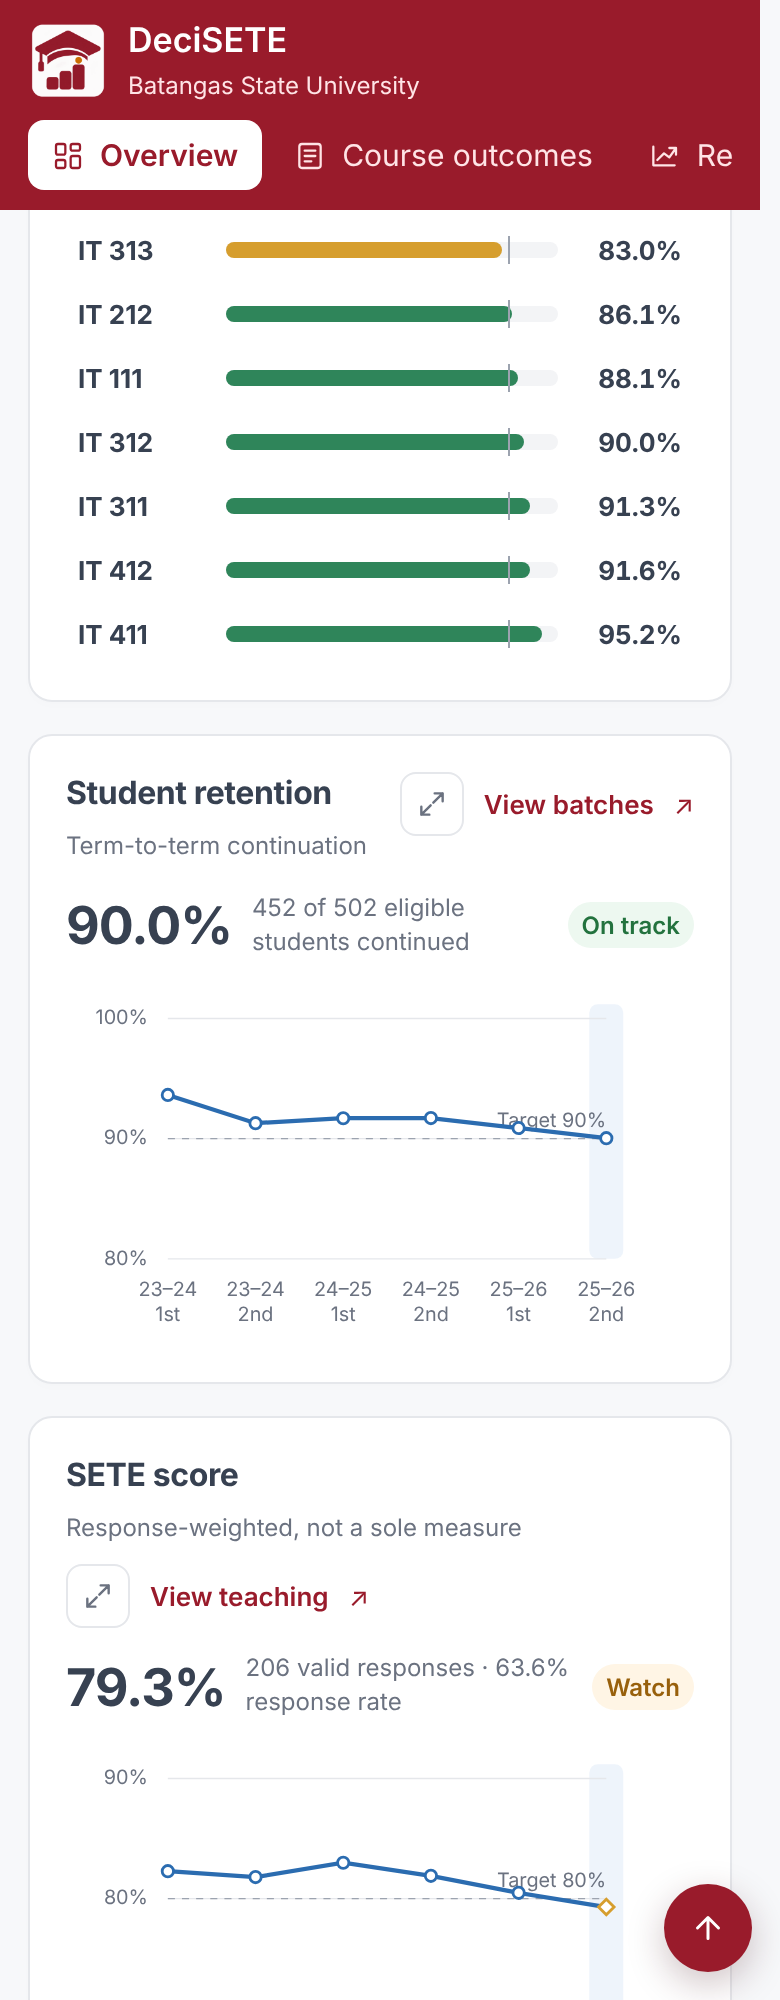 DeciSETE
Batangas State University
Overview
Course outcomes
Re
IT 313 83.0%
IT 212 86.1%
IT 111 88.1%
IT 312 90.0%
IT 311 91.3%
IT 412 91.6%
IT 411 95.2%
Student retention
View batches
Term-to-term continuation
90.0%
452 of 502 eligible
students continued
On track
100%
Target 90%
90%
80%
23–24 23–24 24–25 24–25 25–26 25–26
1st 2nd 1st 2nd 1st 2nd
SETE score
Response-weighted, not a sole measure
View teaching
79.3%
206 valid responses · 63.6%
response rate
Watch
90%
Target 80%
80%